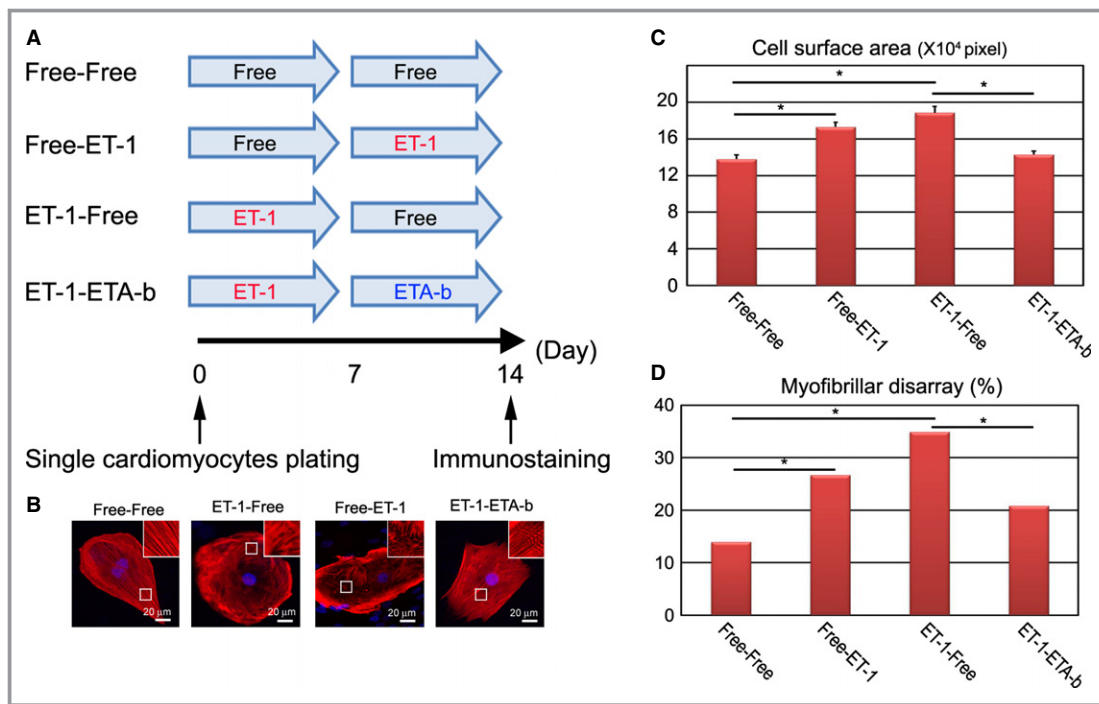 A
Free-Free
Free
Free
Free-ET-1
Free
ET-1
ET-1-Free
ET-1
Free
ET-1-ETA-b
ET-1
ETA-b
(Day)
0
7
14
Single cardiomyocytes plating
Immunostaining
B
Free-Free
ET-1-Free
Free-ET-1
ET-1-ETA-b
20 μm
20 μm
20 μm
20 μm
C
Cell surface area (X10⁴ pixel)
*
*
*
20
16
12
8
4
0
Free-Free
Free-ET-1
ET-1-Free
ET-1-ETA-b
D
Myofibrillar disarray (%)
*
*
*
40
30
20
10
0
Free-Free
Free-ET-1
ET-1-Free
ET-1-ETA-b